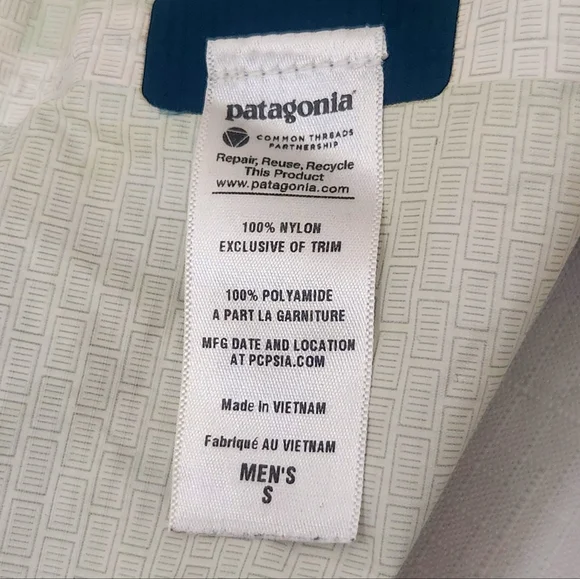 patagonia
COMMON THREADS
PARTNERSHIP
Repair, Reuse, Recycle
This Product
www.patagonia.com
100% NYLON
EXCLUSIVE OF TRIM
100% POLYAMIDE
A PART LA GARNITURE
MFG DATE AND LOCATION
AT PCPSIA.COM
Made in VIETNAM
Fabriqué AU VIETNAM
MEN'S
S